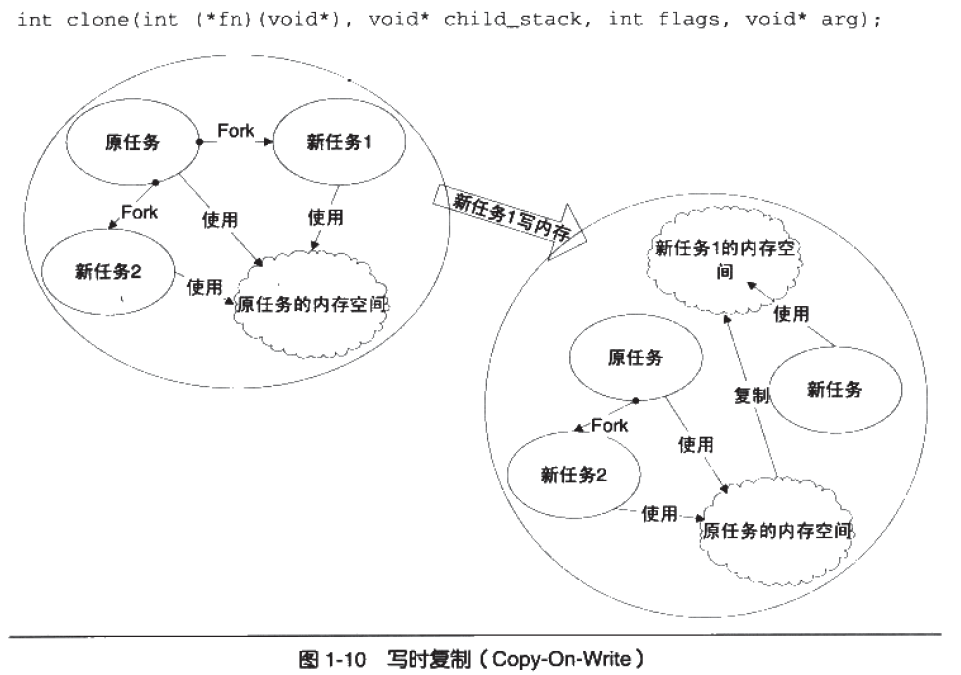 int clone(int (*fn)(void*), void* child_stack, int flags, void* arg);
原任务
Fork
新任务1
Fork
使用
使用
新任务2
使用
原任务的内存空间
新任务1写内存
新任务1的内存空
间
使用
原任务
复制
新任务
Fork
使用
新任务2
使用
原任务的内存空间
图 1-10 写时复制（Copy-On-Write）